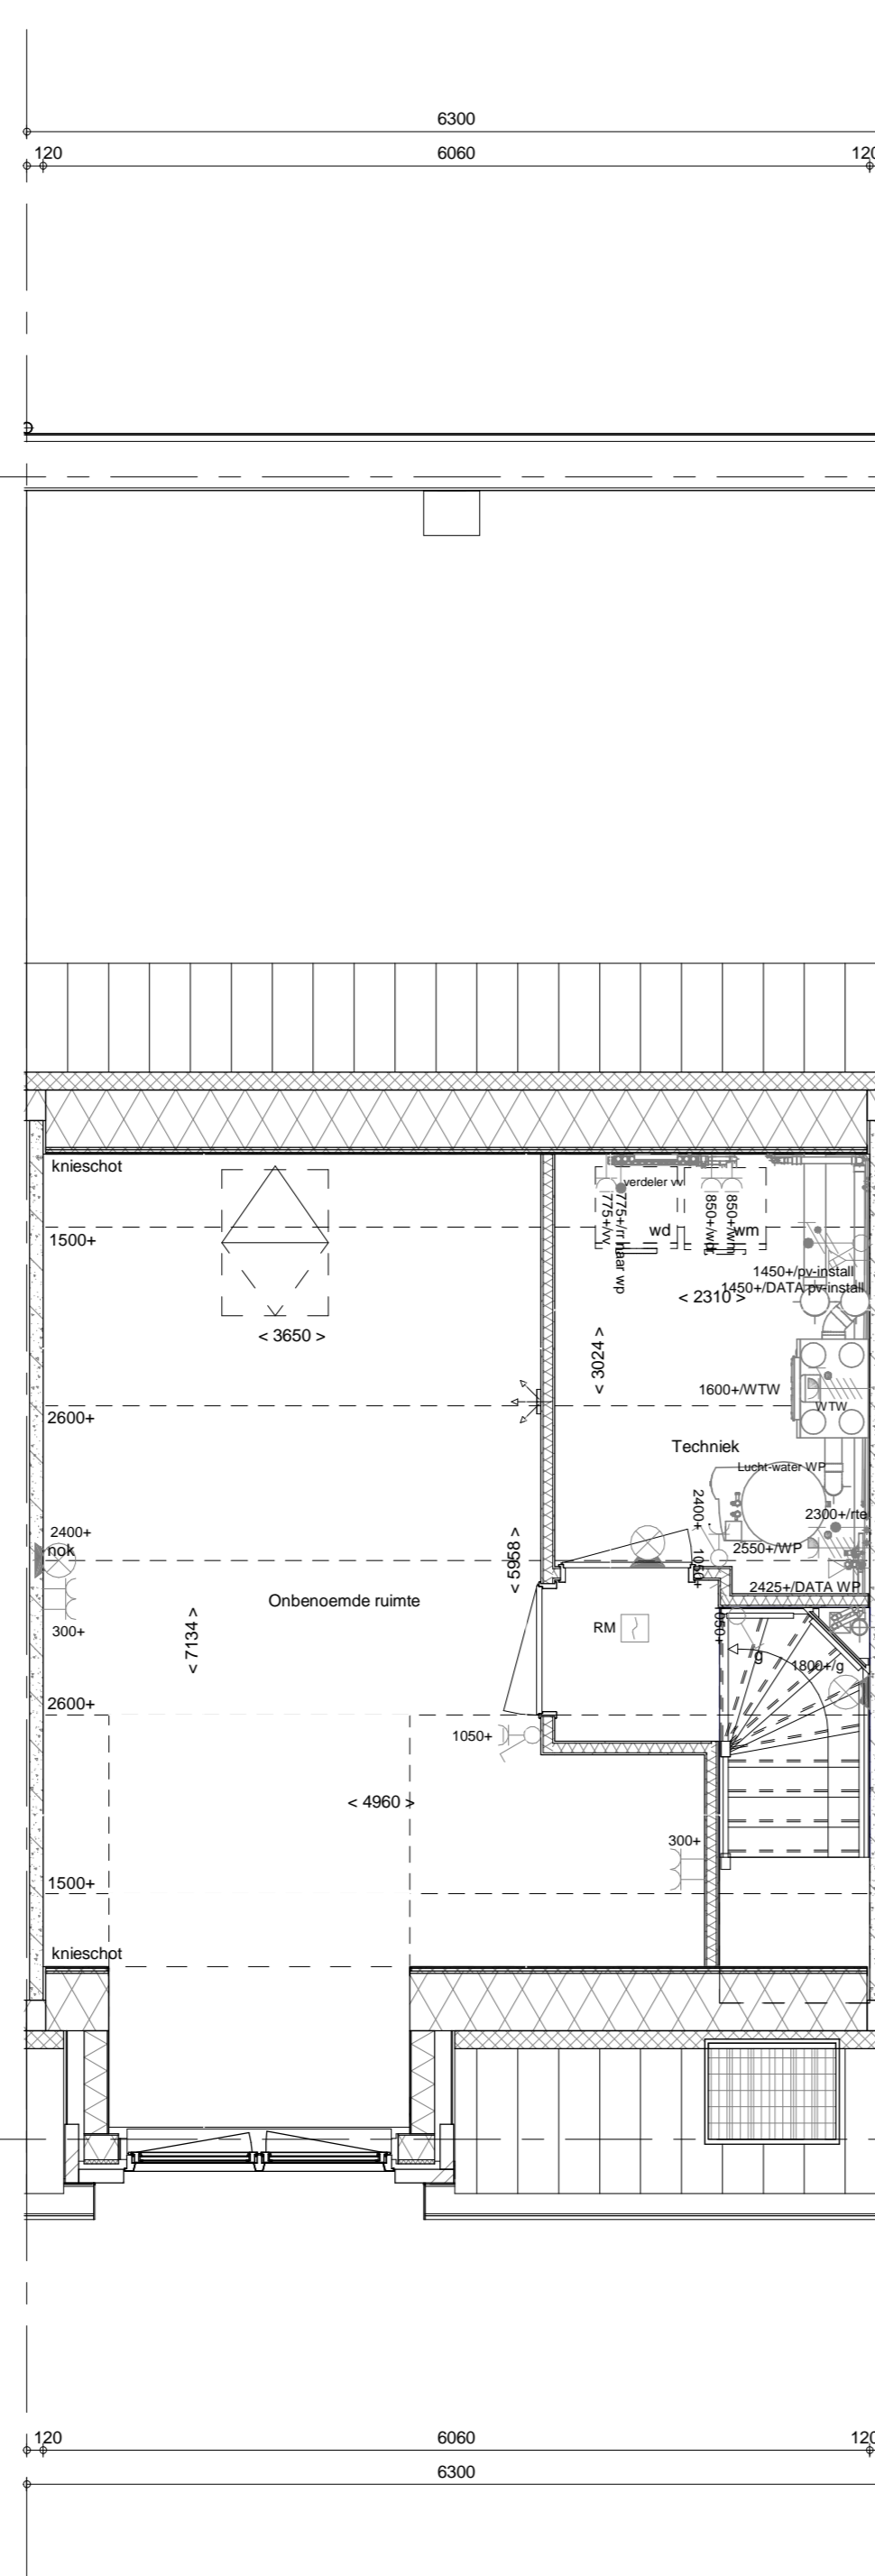 6300
120 6060 120
knieschot
verdeler vv
775+/vv
775+/rr naar wp
850+/wd
850+/wm
wd wm
1500+
1450+/pv-install
1450+/DATA pv-install
< 2310 >
< 3650 >
< 3024 >
1600+/WTW
WTW
2600+
Techniek
Lucht-water WP
2400+
2300+/rte
2400+
nok
1050+
2550+/WP
< 5958 >
2425+/DATA WP
Onbenoemde ruimte
300+
RM
< 7134 >
g
1800+/g
2600+
1050+
< 4960 >
300+
1500+
knieschot
120 6060 120
6300